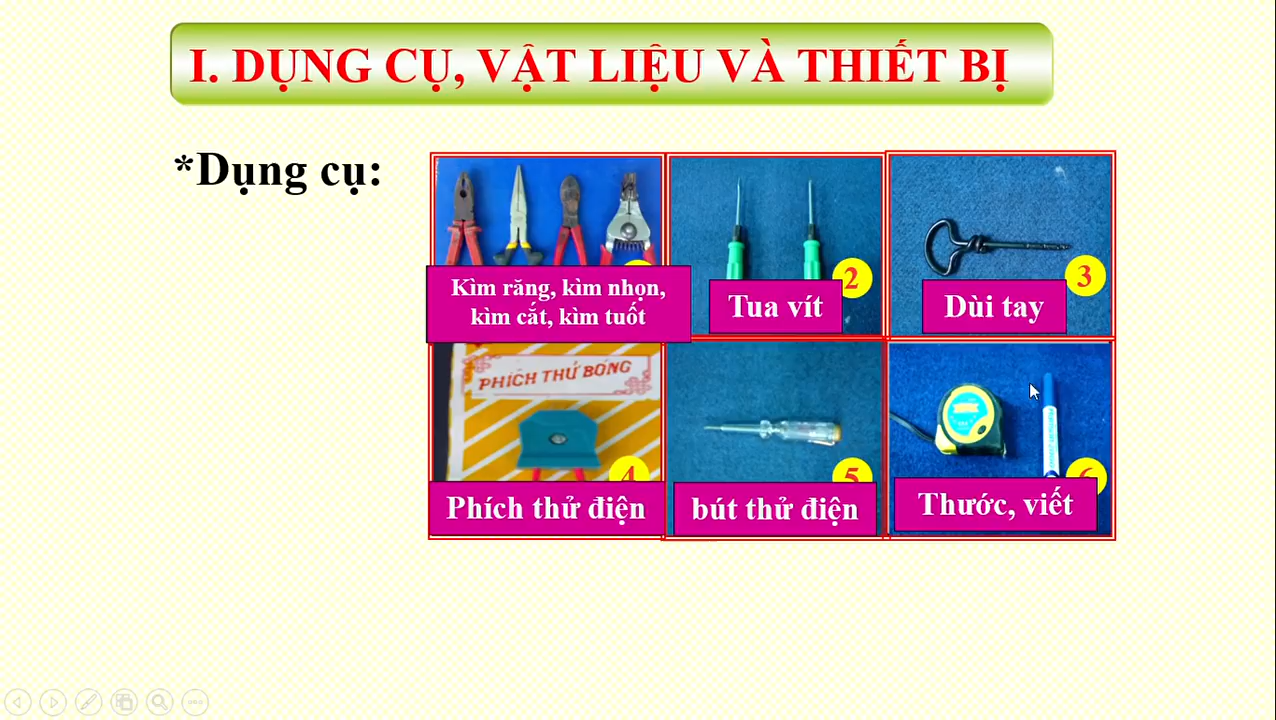 I. DỤNG CỤ, VẬT LIỆU VÀ THIẾT BỊ
*Dụng cụ:
Kìm răng, kìm nhọn,
kìm cắt, kìm tuốt
2
Tua vít
3
Dùi tay
PHÍCH THỬ BÓNG
4
Phích thử điện
5
bút thử điện
6
Thước, viết